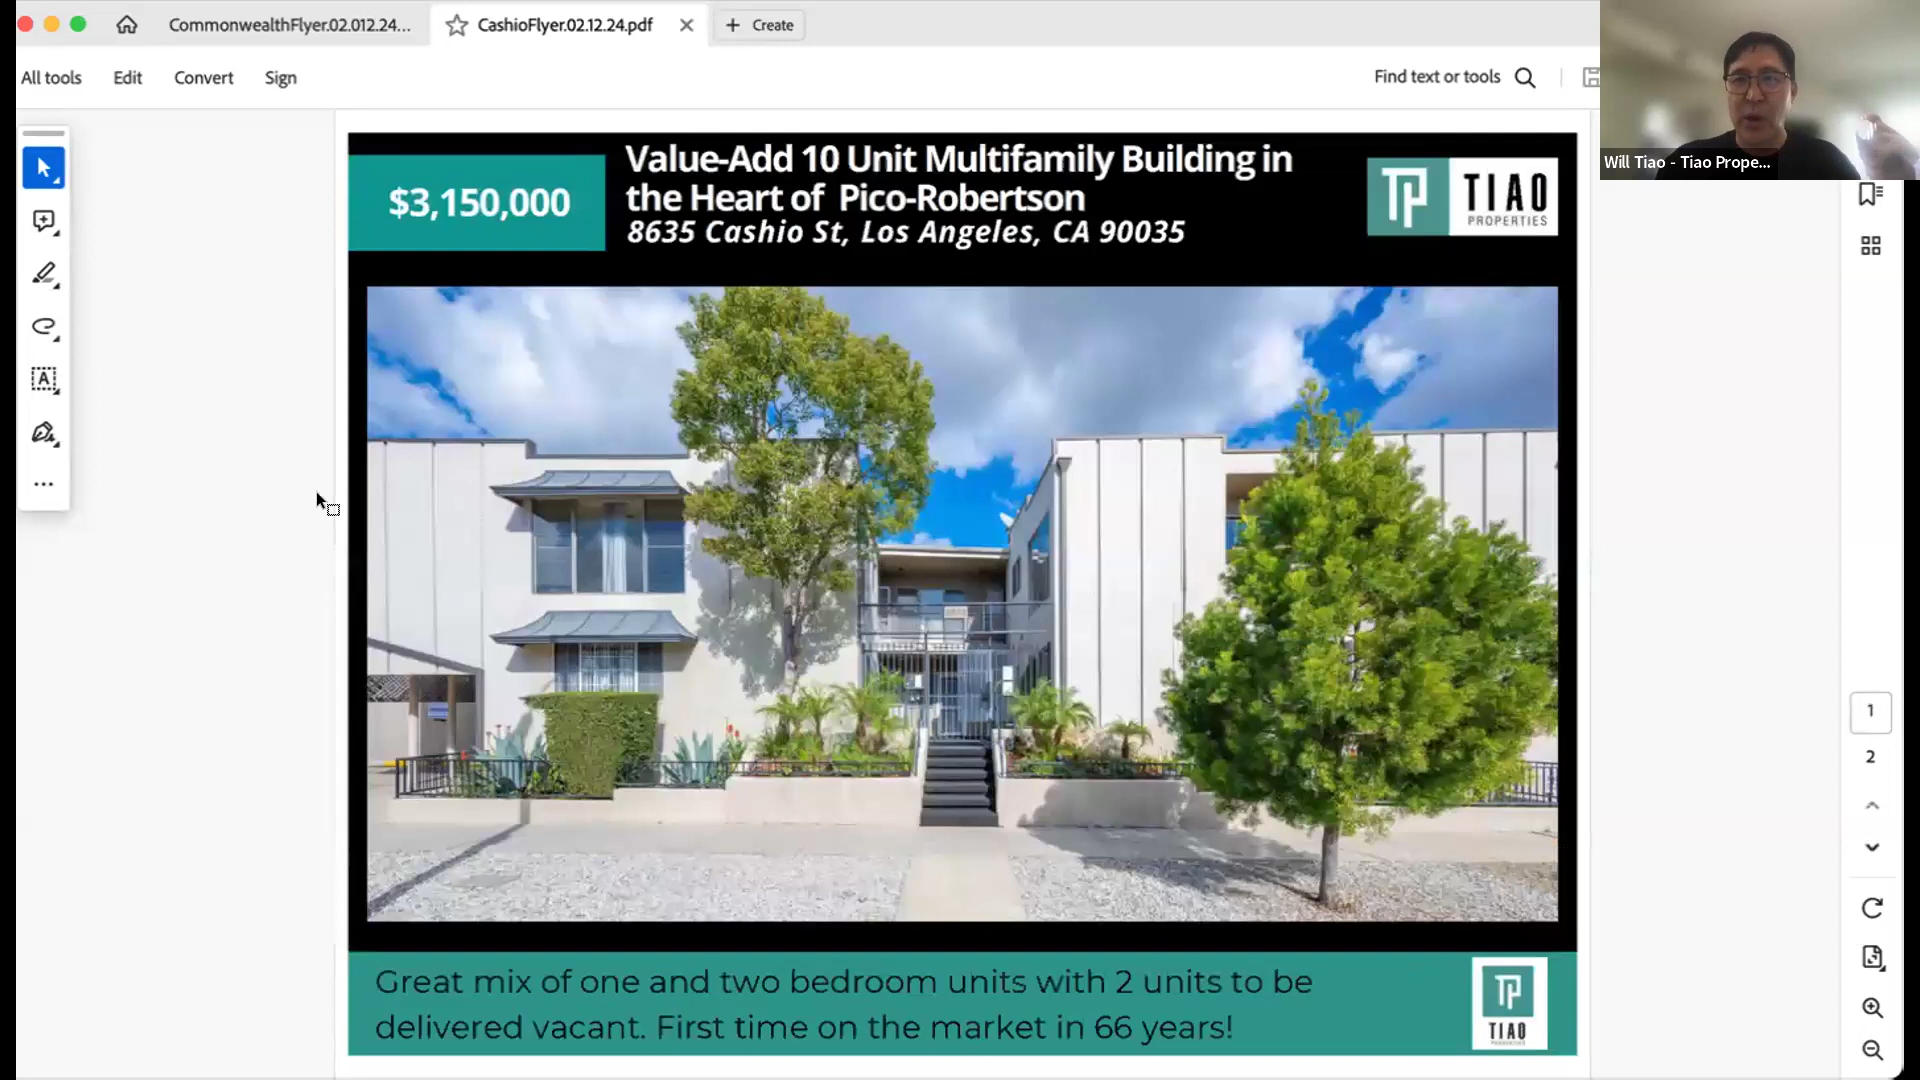 CommonwealthFlyer.02.012.24...
CashioFlyer.02.12.24.pdf
Create
All tools
Edit
Convert
Sign
Find text or tools
Will Tiao - Tiao Prope...
$3,150,000
Value-Add 10 Unit Multifamily Building in
the Heart of Pico-Robertson
8635 Cashio St, Los Angeles, CA 90035
TP
TIAO
PROPERTIES
A
1
2
Great mix of one and two bedroom units with 2 units to be
delivered vacant. First time on the market in 66 years!
TP
TIAO
PROPERTIES